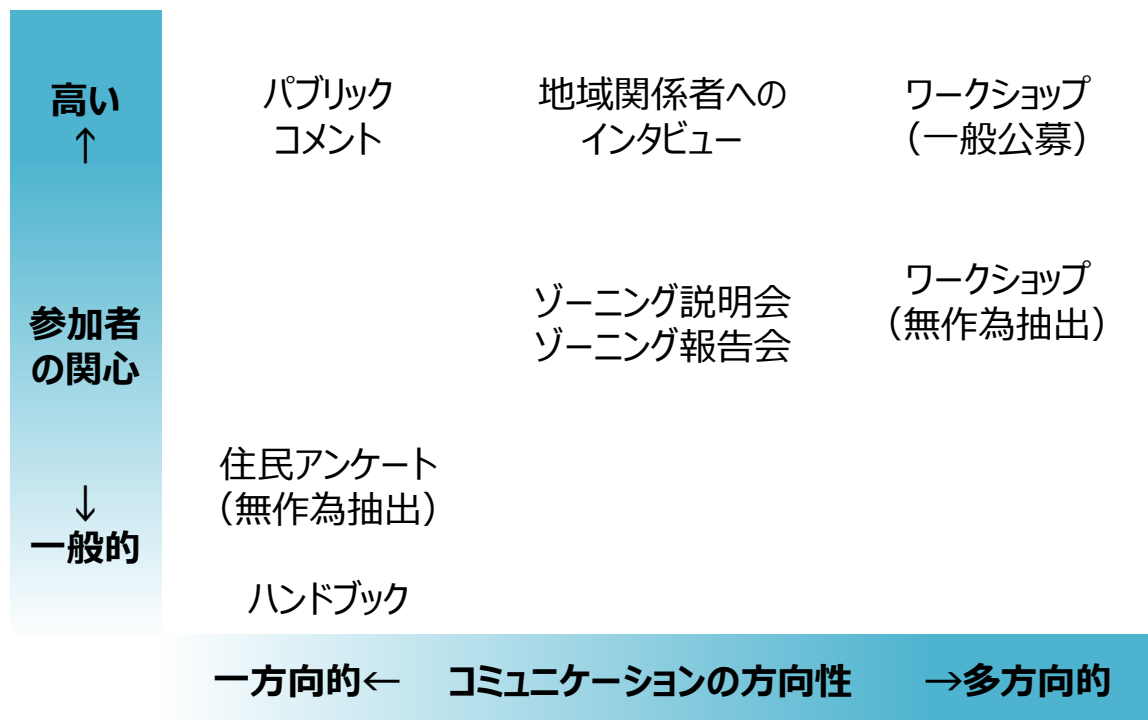 高い
↑
パブリック
コメント
地域関係者への
インタビュー
ワークショップ
（一般公募）
参加者
の関心
ゾーニング説明会
ゾーニング報告会
ワークショップ
（無作為抽出）
↓
一般的
住民アンケート
（無作為抽出）
ハンドブック
一方向的← コミュニケーションの方向性 →多方向的